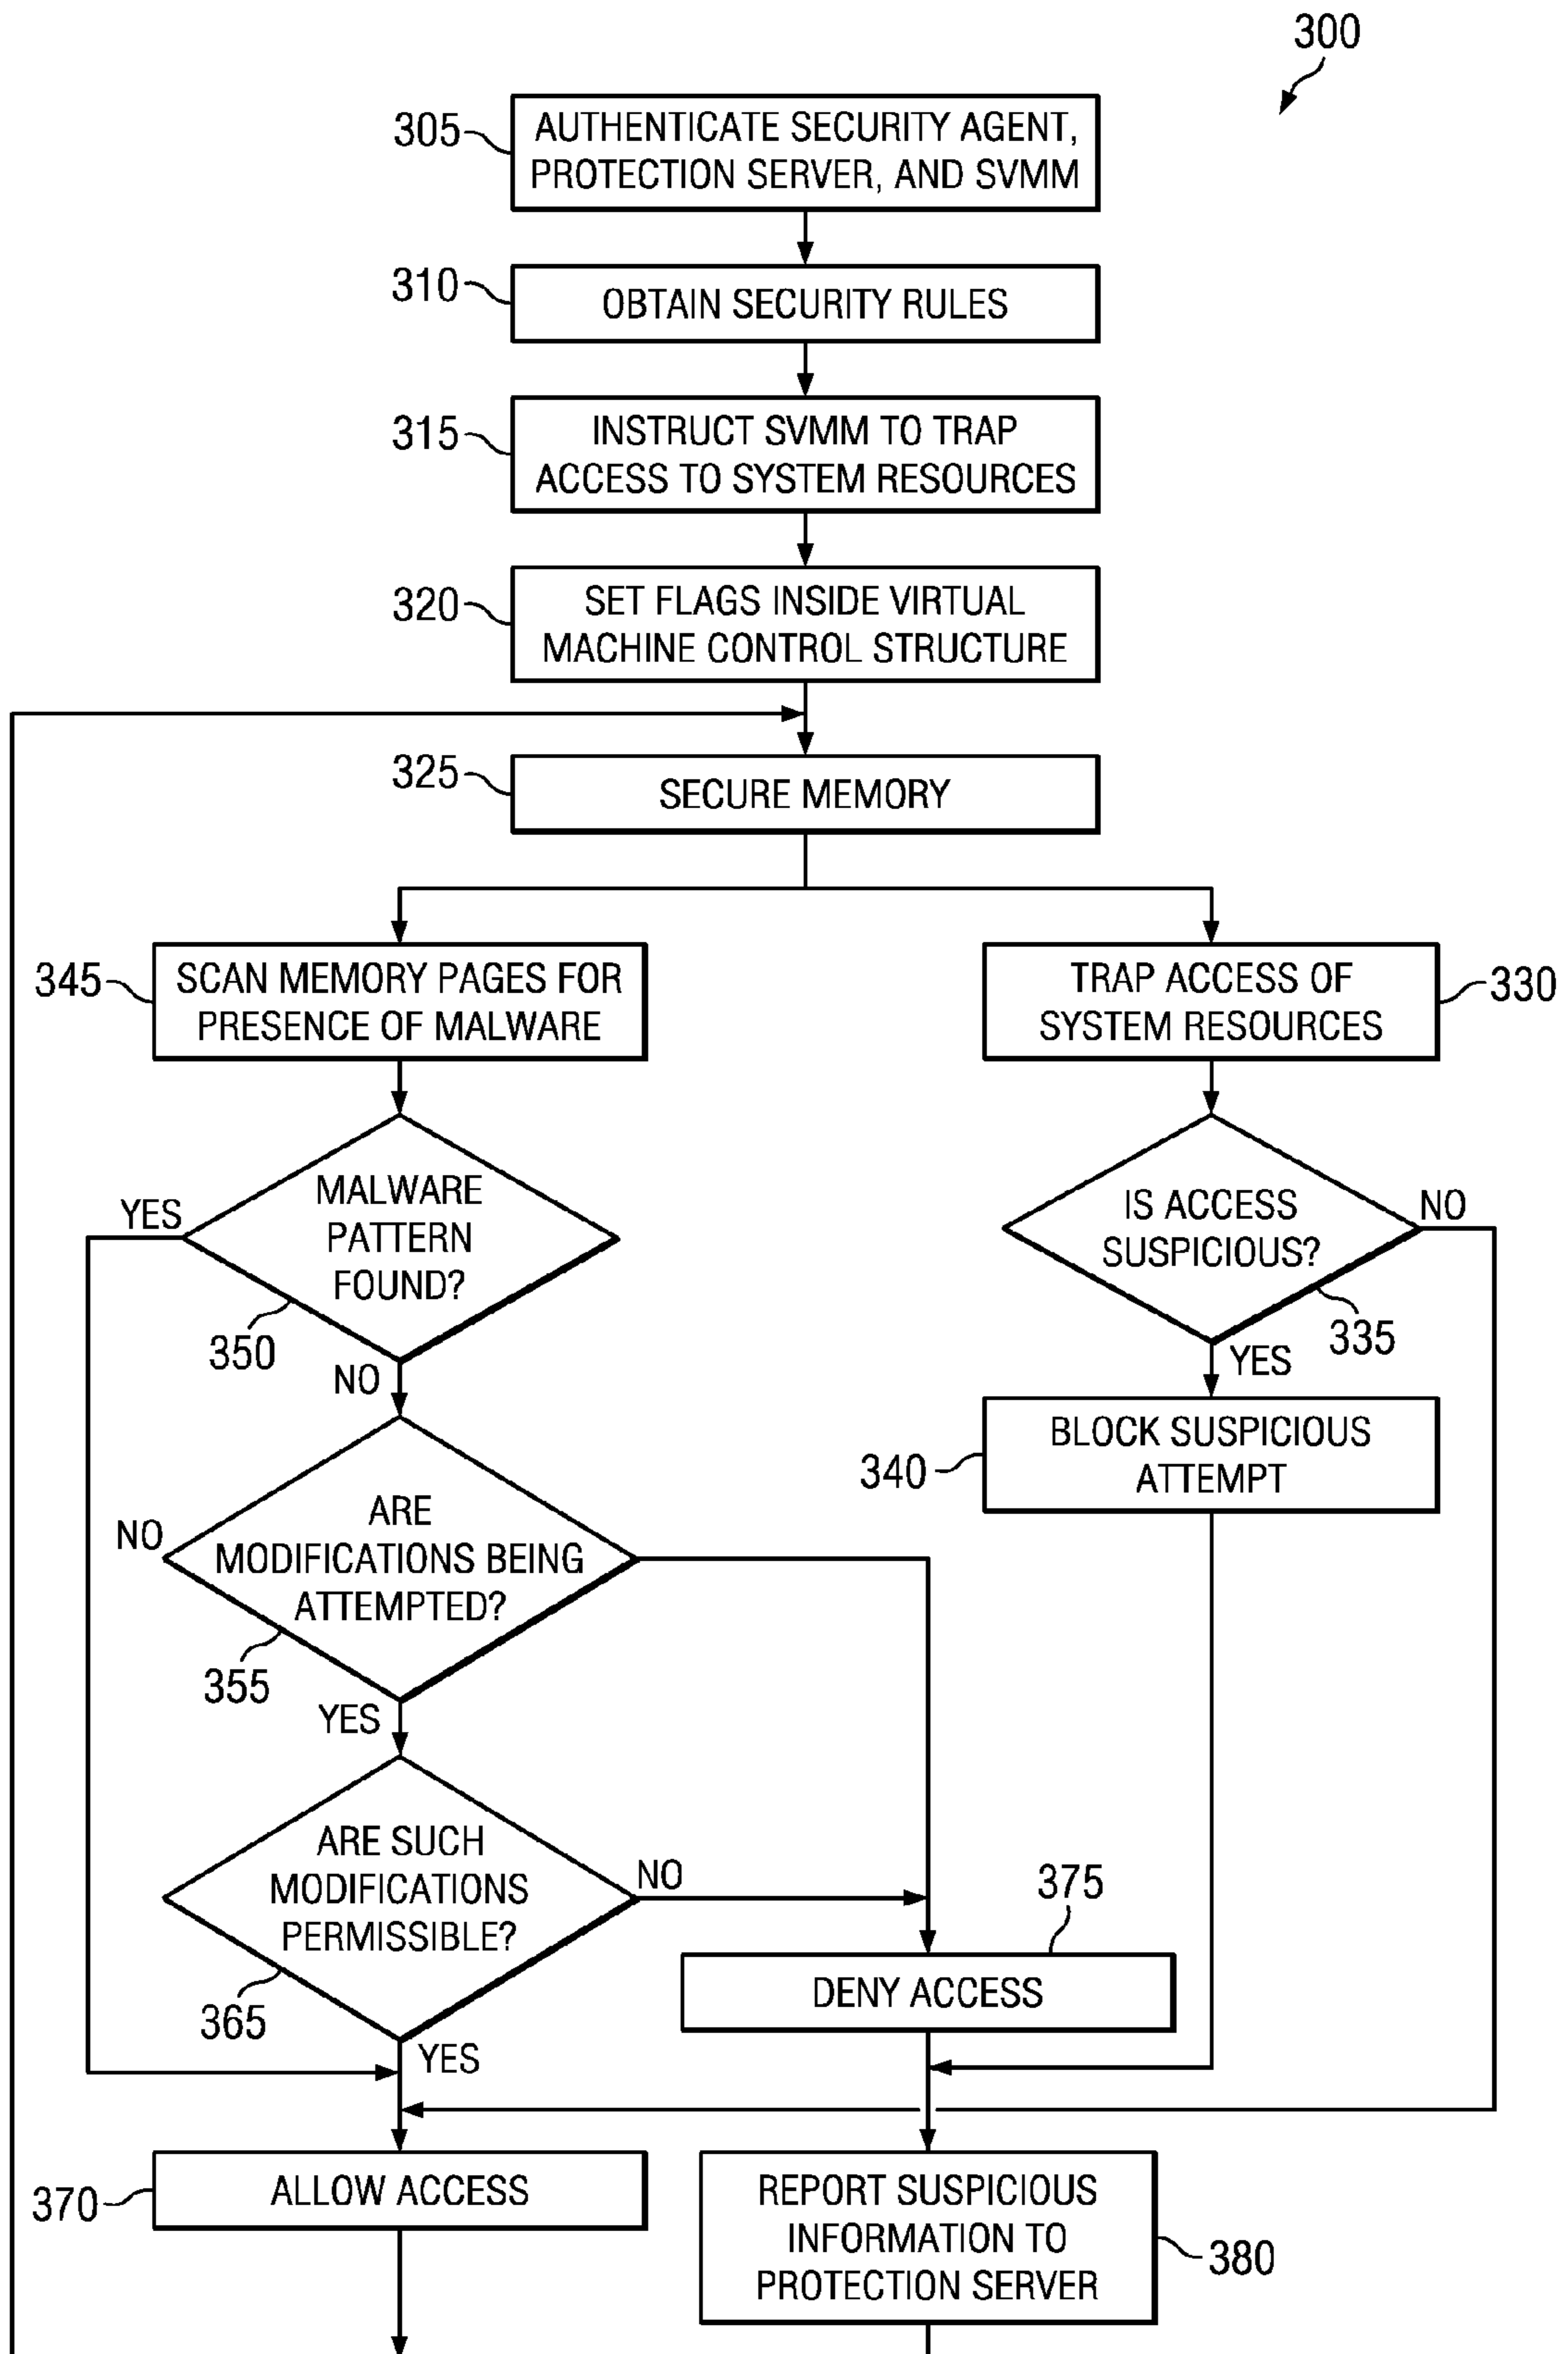 300
305
AUTHENTICATE SECURITY AGENT,
PROTECTION SERVER, AND SVMM
310
OBTAIN SECURITY RULES
315
INSTRUCT SVMM TO TRAP
ACCESS TO SYSTEM RESOURCES
320
SET FLAGS INSIDE VIRTUAL
MACHINE CONTROL STRUCTURE
325
SECURE MEMORY
345
SCAN MEMORY PAGES FOR
PRESENCE OF MALWARE
TRAP ACCESS OF
SYSTEM RESOURCES
330
YES
MALWARE
PATTERN
FOUND?
350
NO
IS ACCESS
SUSPICIOUS?
NO
335
YES
340
BLOCK SUSPICIOUS
ATTEMPT
NO
ARE
MODIFICATIONS BEING
ATTEMPTED?
355
YES
ARE SUCH
MODIFICATIONS
PERMISSIBLE?
NO
365
YES
375
DENY ACCESS
370
ALLOW ACCESS
REPORT SUSPICIOUS
INFORMATION TO
PROTECTION SERVER
380